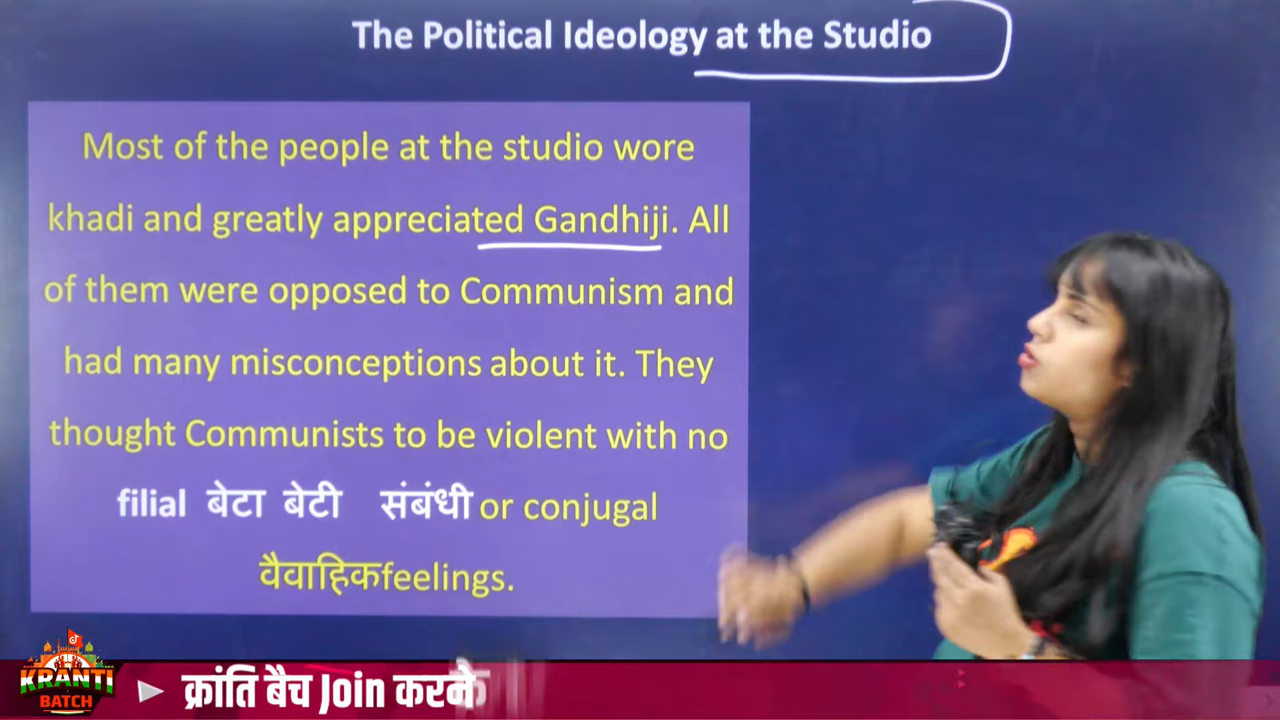 The Political Ideology at the Studio
Most of the people at the studio wore
khadi and greatly appreciated Gandhiji. All
of them were opposed to Communism and
had many misconceptions about it. They
thought Communists to be violent with no
filial बेटा बेटी संबंधी or conjugal
वैवाहिकfeelings.
KRANTI
BATCH
क्रांति बैच Join करके